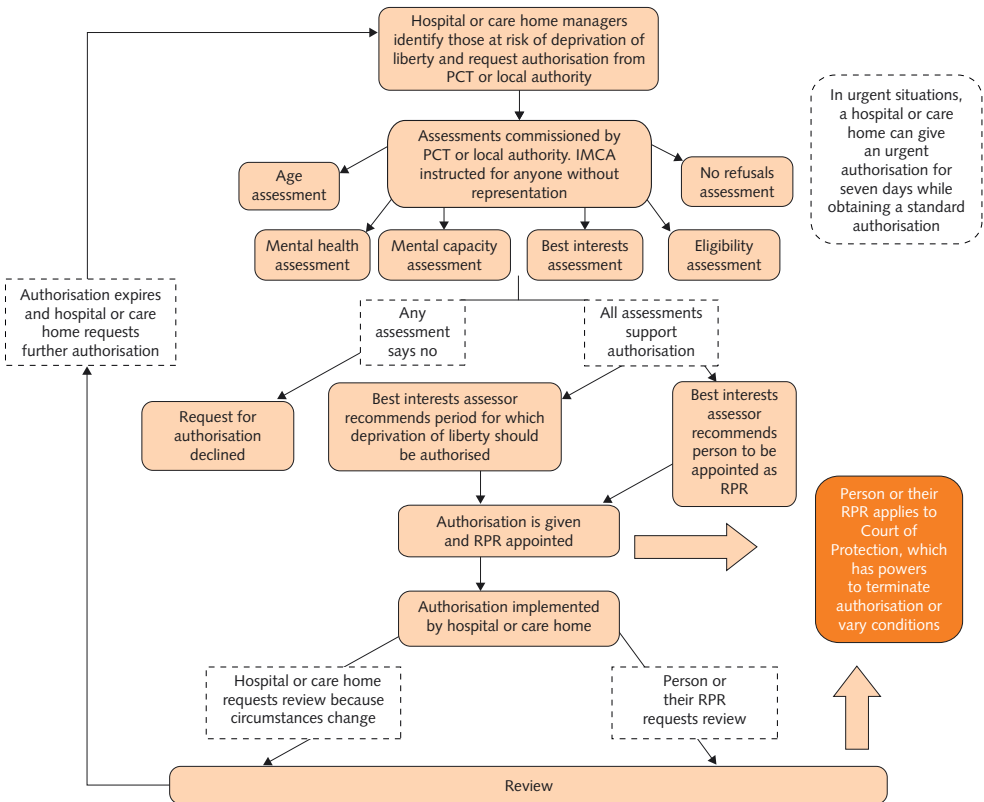 Hospital or care home managers
identify those at risk of deprivation of
liberty and request authorisation from
PCT or local authority
In urgent situations,
a hospital or care
home can give
an urgent
authorisation for
seven days while
obtaining a standard
authorisation
Assessments commissioned by
PCT or local authority. IMCA
instructed for anyone without
representation
Age
assessment
No refusals
assessment
Mental health
assessment
Mental capacity
assessment
Best interests
assessment
Eligibility
assessment
Authorisation expires
and hospital or care
home requests
further authorisation
Any
assessment
says no
All assessments
support
authorisation
Request for
authorisation
declined
Best interests
assessor
recommends period for which
deprivation of liberty should
be authorised
Best interests
assessor
recommends
person to be
appointed as
RPR
Authorisation is given
and RPR appointed
Person or their
RPR applies to
Court of
Protection, which
has powers
to terminate
authorisation or
vary conditions
Authorisation implemented
by hospital or care home
Hospital or care home
requests review because
circumstances change
Person or
their RPR
requests review
Review